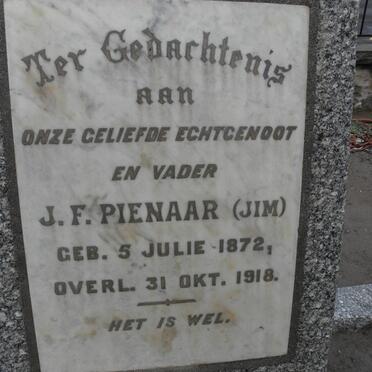 Ter Gedachtenis
aan
ONZE GELIEFDE ECHTGENOOT
EN VADER
J. F. PIENAAR (JIM)
GEB. 5 JULIE 1872,
OVERL. 31 OKT. 1918.
HET IS WEL.